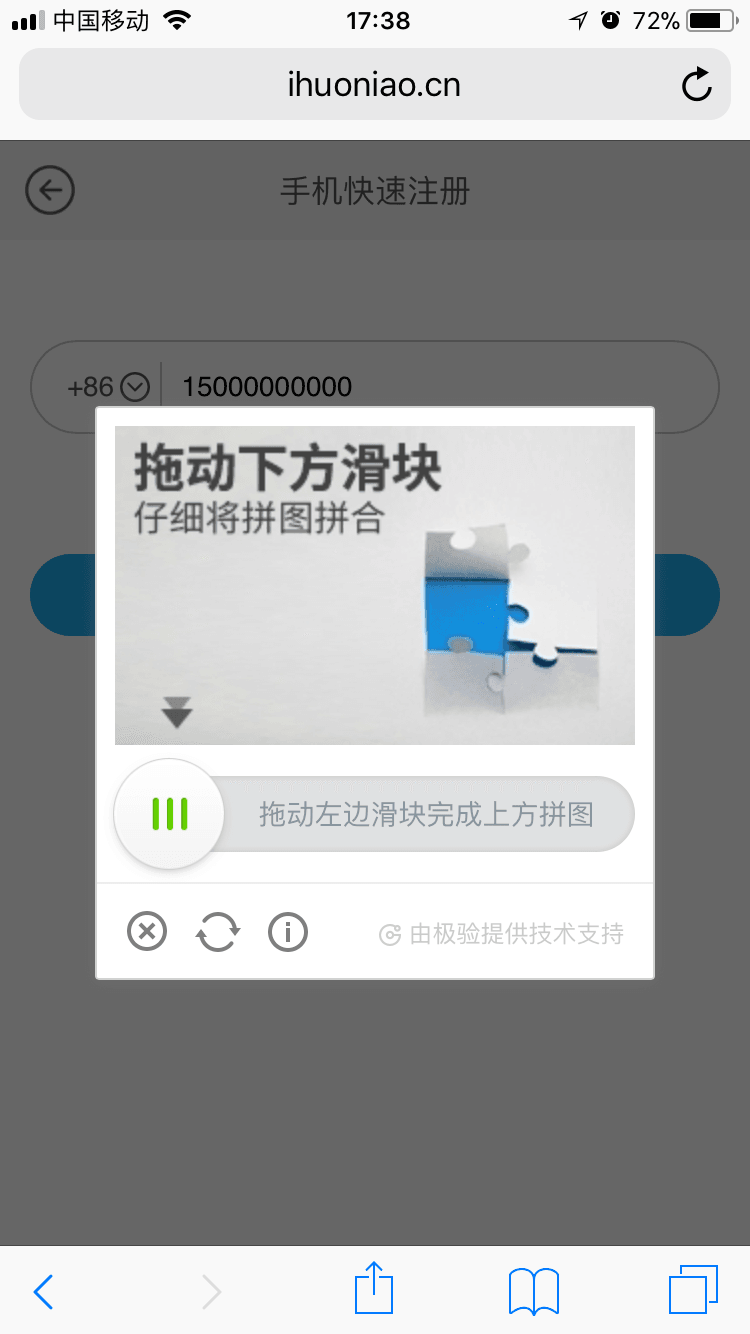 中国移动 17:38 72%
ihuoniao.cn
手机快速注册
+86 15000000000
拖动下方滑块
仔细将拼图拼合
拖动左边滑块完成上方拼图
由极验提供技术支持